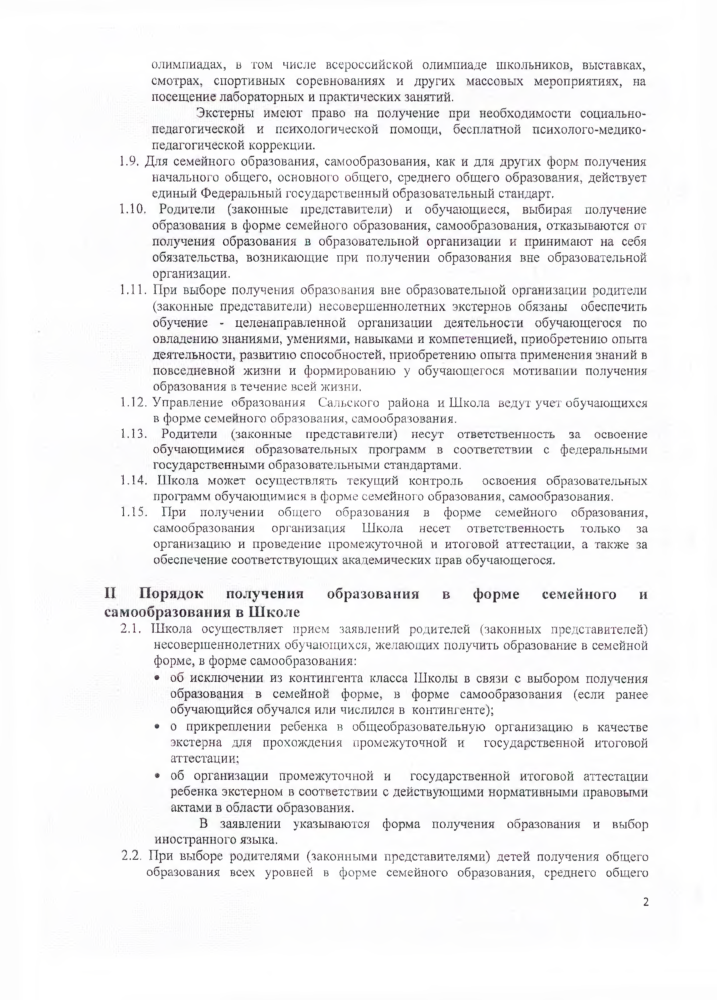 олимпиадах, в том числе всероссийской олимпиаде школьников, выставках,
смотрах, спортивных соревнованиях и других массовых мероприятиях, на
посещение лабораторных и практических занятий.
Экстерны имеют право на получение при необходимости социально-
педагогической и психологической помощи, бесплатной психолого-медико-
педагогической коррекции.
1.9. Для семейного образования, самообразования, как и для других форм получения
начального общего, основного общего, среднего общего образования, действует
единый Федеральный государственный образовательный стандарт.
1.10. Родители (законные представители) и обучающиеся, выбирая получение
образования в форме семейного образования, самообразования, отказываются от
получения образования в образовательной организации и принимают на себя
обязательства, возникающие при получении образования вне образовательной
организации.
1.11. При выборе получения образования вне образовательной организации родители
(законные представители) несовершеннолетних экстернов обязаны обеспечить
обучение - целенаправленной организации деятельности обучающегося по
овладению знаниями, умениями, навыками и компетенцией, приобретению опыта
деятельности, развитию способностей, приобретению опыта применения знаний в
повседневной жизни и формированию у обучающегося мотивации получения
образования в течение всей жизни.
1.12. Управление образования Сальского района и Школа ведут учет обучающихся
в форме семейного образования, самообразования.
1.13. Родители (законные представители) несут ответственность за освоение
обучающимися образовательных программ в соответствии с федеральными
государственными образовательными стандартами.
1.14. Школа может осуществлять текущий контроль освоения образовательных
программ обучающимися в форме семейного образования, самообразования.
1.15. При получении общего образования в форме семейного образования,
самообразования организация Школа несет ответственность только за
организацию и проведение промежуточной и итоговой аттестации, а также за
обеспечение соответствующих академических прав обучающегося.
II Порядок получения образования в форме семейного и
самообразования в Школе
2.1. Школа осуществляет прием заявлений родителей (законных представителей)
несовершеннолетних обучающихся, желающих получить образование в семейной
форме, в форме самообразования:
• об исключении из контингента класса Школы в связи с выбором получения
образования в семейной форме, в форме самообразования (если ранее
обучающийся обучался или числился в контингенте);
• о прикреплении ребенка в общеобразовательную организацию в качестве
экстерна для прохождения промежуточной и государственной итоговой
аттестации;
• об организации промежуточной и государственной итоговой аттестации
ребенка экстерном в соответствии с действующими нормативными правовыми
актами в области образования.
В заявлении указываются форма получения образования и выбор
иностранного языка.
2.2. При выборе родителями (законными представителями) детей получения общего
образования всех уровней в форме семейного образования, среднего общего
2